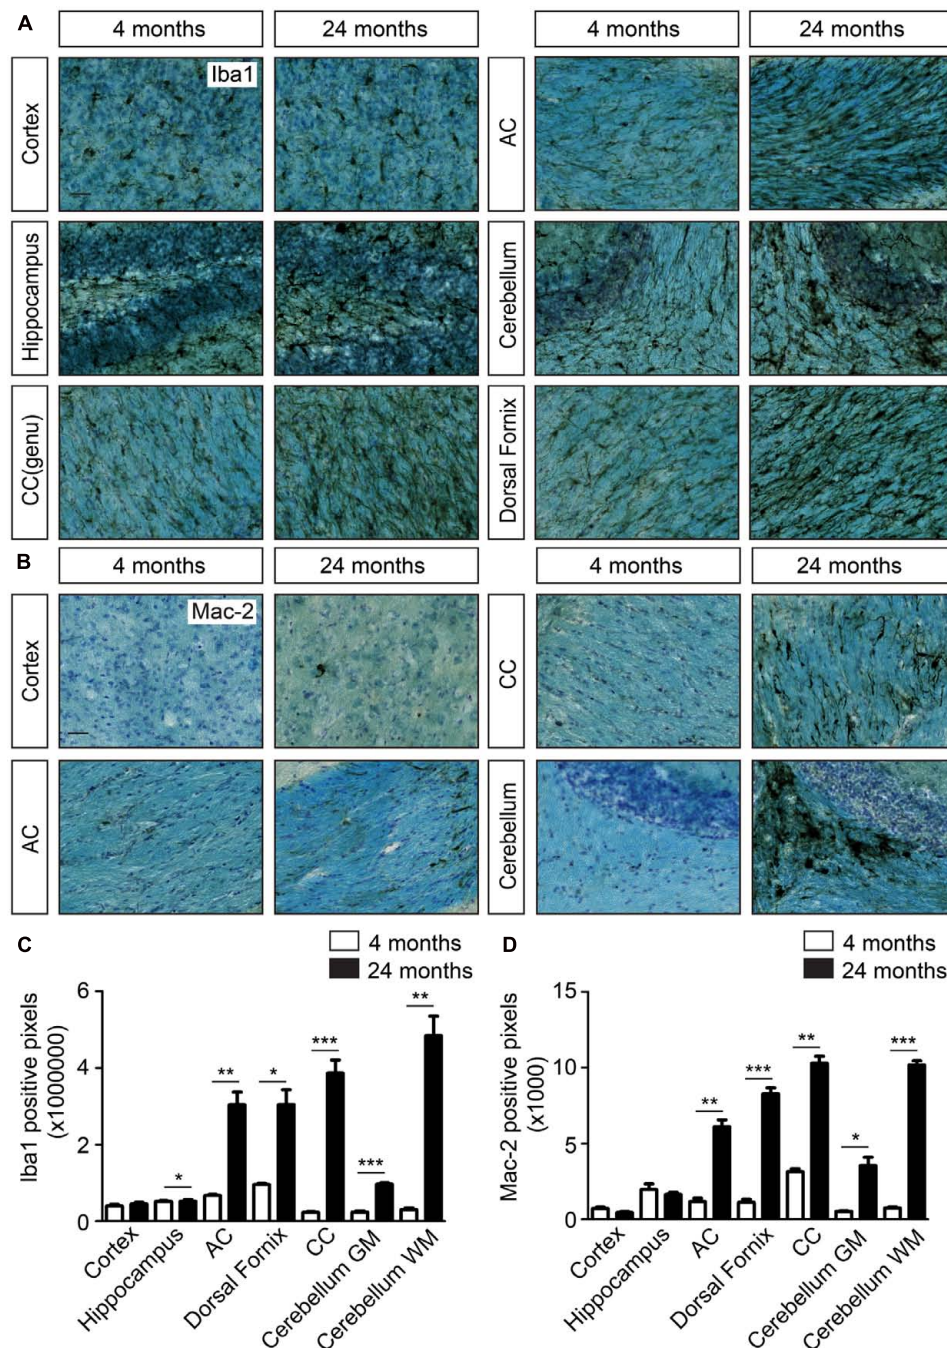 A
4 months
24 months
4 months
24 months
Cortex
Iba1
AC
Hippocampus
Cerebellum
CC(genu)
Dorsal Fornix
B
4 months
24 months
4 months
24 months
Cortex
Mac-2
CC
AC
Cerebellum
C
4 months
24 months
Iba1 positive pixels
(x1000000)
6
4
2
0
*
**
*
***
***
**
Cortex
Hippocampus
AC
Dorsal Fornix
CC
Cerebellum GM
Cerebellum WM
D
4 months
24 months
Mac-2 positive pixels
(x1000)
15
10
5
0
**
***
**
*
***
Cortex
Hippocampus
AC
Dorsal Fornix
CC
Cerebellum GM
Cerebellum WM